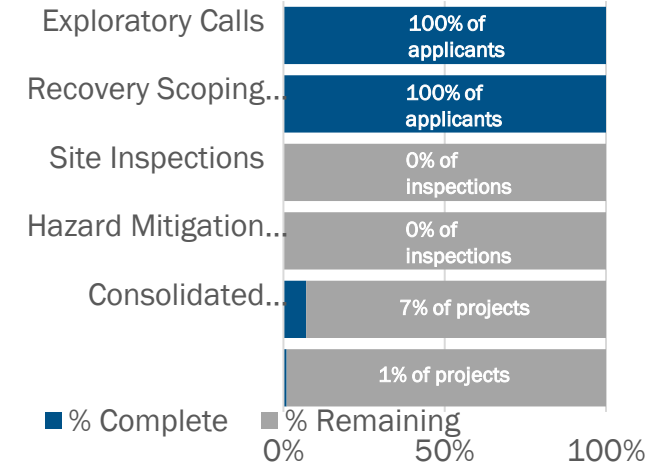 Exploratory Calls
100% of
applicants
Recovery Scoping...
100% of
applicants
Site Inspections
0% of
inspections
Hazard Mitigation...
0% of
inspections
Consolidated...
7% of projects
1% of projects
% Complete
% Remaining
0%
50%
100%